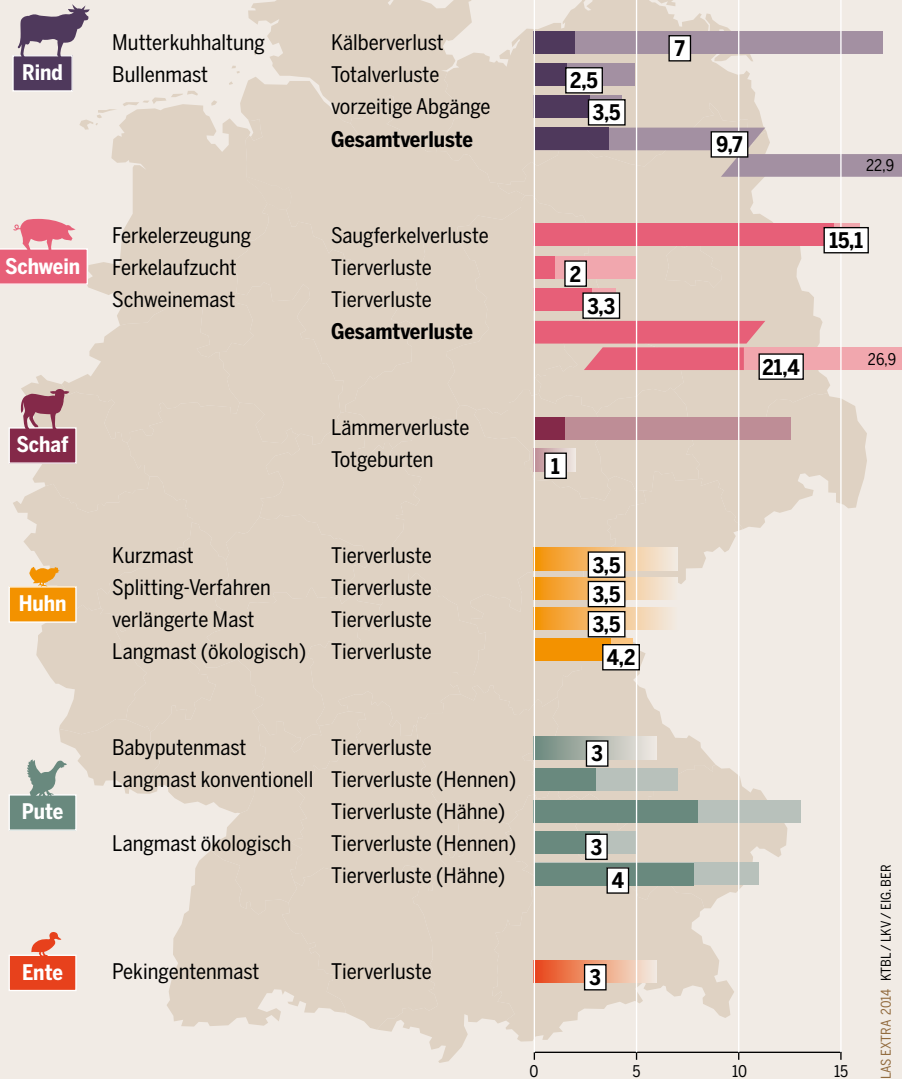 Rind
Mutterkuhhaltung Kälberverlust 7
Bullenmast Totalverluste 2,5
vorzeitige Abgänge 3,5
Gesamtverluste 9,7
22,9
Schwein
Ferkelerzeugung Saugferkelverluste 15,1
Ferkelaufzucht Tierverluste 2
Schweinemast Tierverluste 3,3
Gesamtverluste
21,4 26,9
Schaf
Lämmerverluste
Totgeburten 1
Huhn
Kurzmast Tierverluste 3,5
Splitting-Verfahren Tierverluste 3,5
verlängerte Mast Tierverluste 3,5
Langmast (ökologisch) Tierverluste 4,2
Pute
Babyputenmast Tierverluste 3
Langmast konventionell Tierverluste (Hennen)
Tierverluste (Hähne)
Langmast ökologisch Tierverluste (Hennen) 3
Tierverluste (Hähne) 4
Ente
Pekingentenmast Tierverluste 3
0 5 10 15
LAS EXTRA 2014 KTBL / LKV / EIG. BER